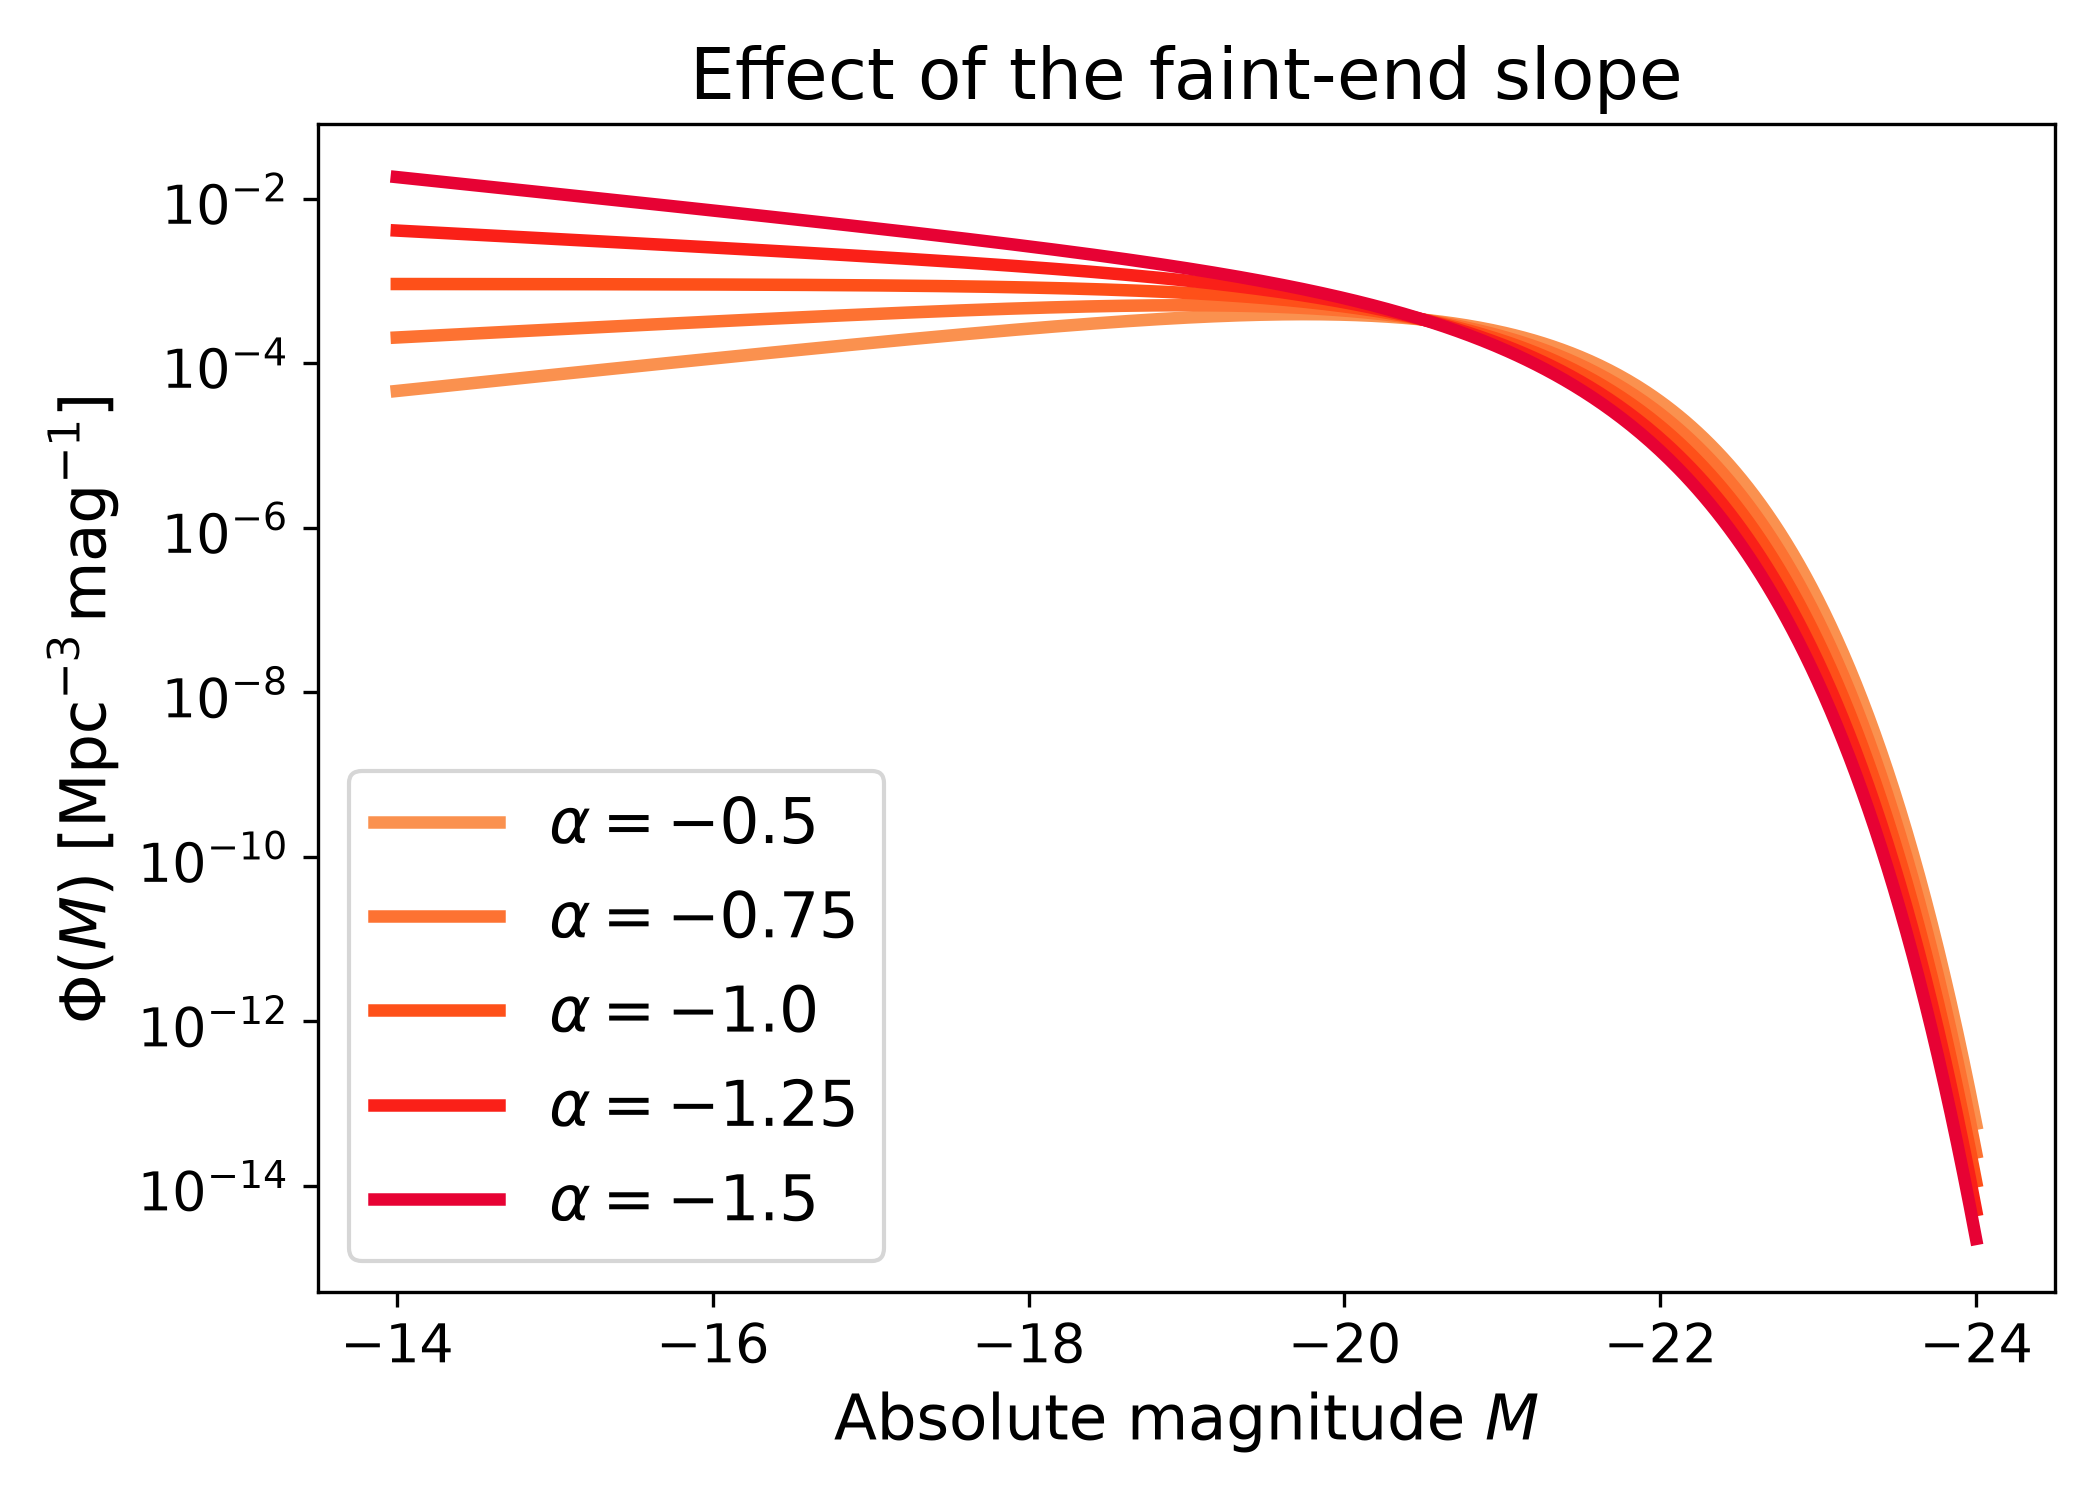 Effect of the faint-end slope
Φ(M) [Mpc⁻³ mag⁻¹]
10⁻²
10⁻⁴
10⁻⁶
10⁻⁸
10⁻¹⁰
10⁻¹²
10⁻¹⁴
α = −0.5
α = −0.75
α = −1.0
α = −1.25
α = −1.5
−14 −16 −18 −20 −22 −24
Absolute magnitude M